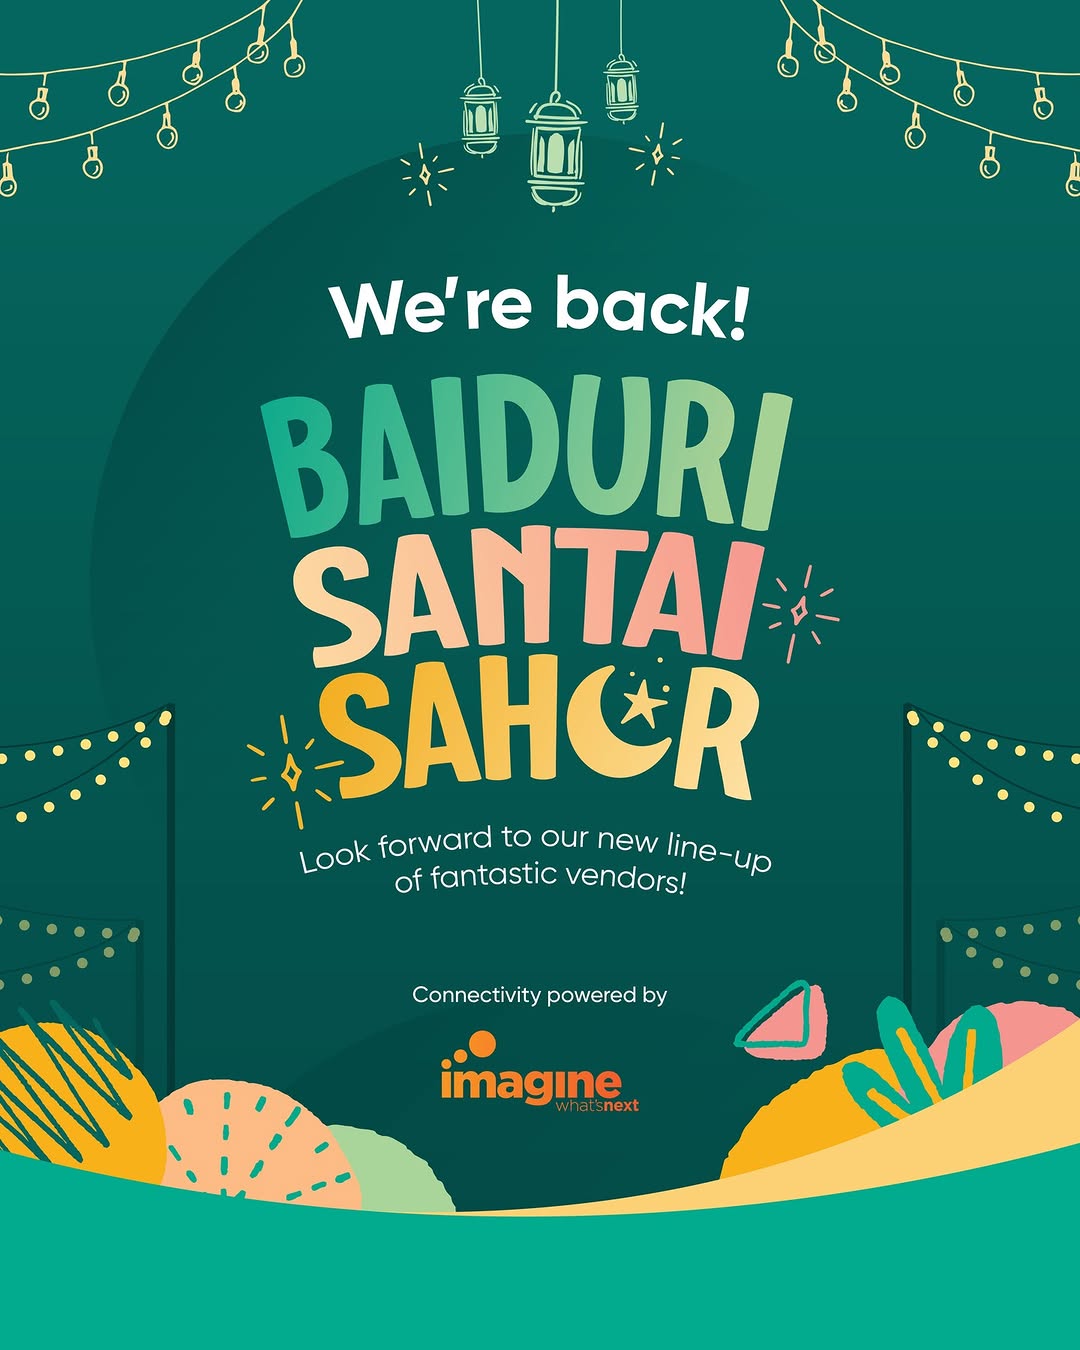 We're back!
BAIDURI
SANTAI
SAHOR
Look forward to our new line-up
of fantastic vendors!
Connectivity powered by
imagine
what'snext